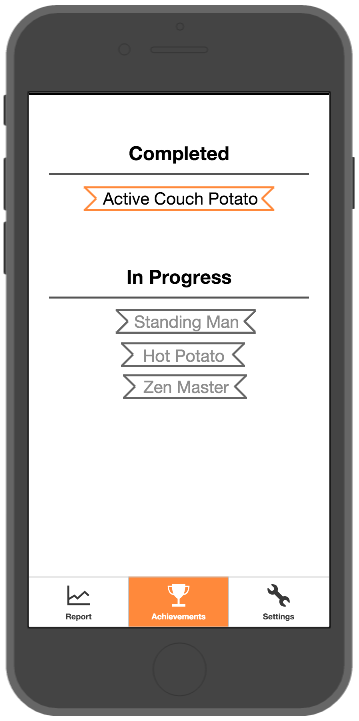 Completed
Active Couch Potato
In Progress
Standing Man
Hot Potato
Zen Master
Report Achievements Settings